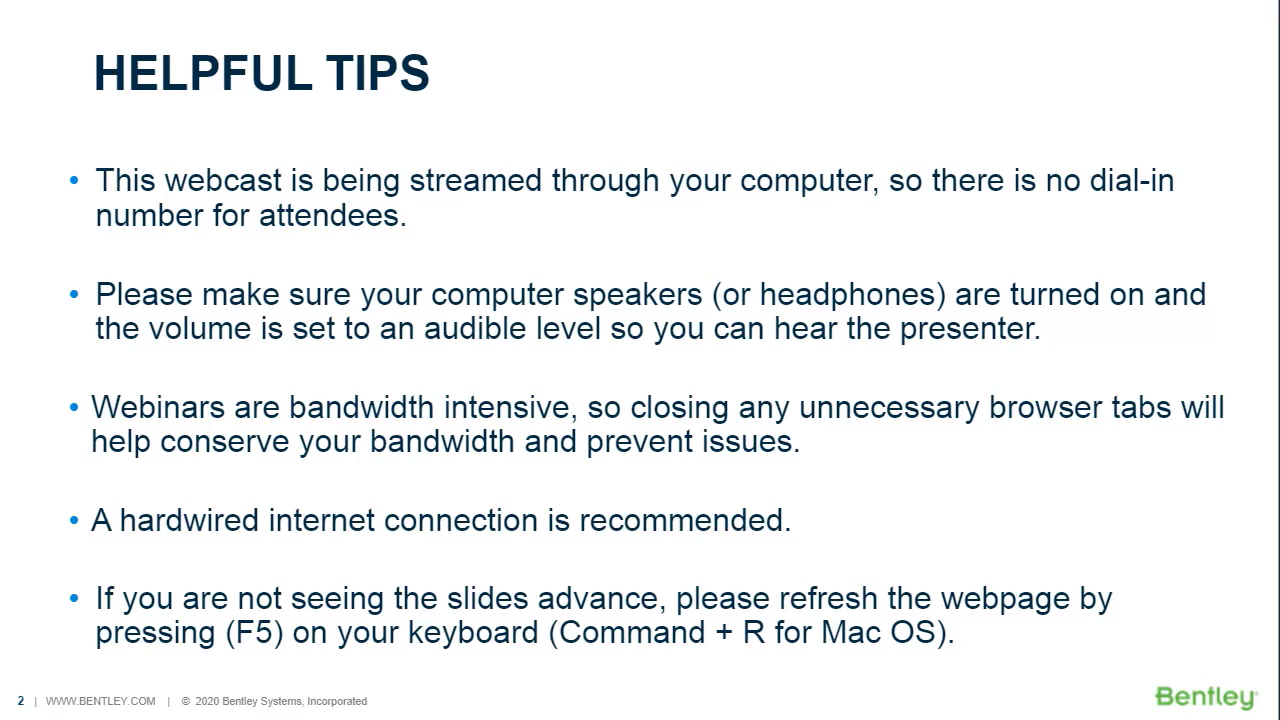 HELPFUL TIPS
• This webcast is being streamed through your computer, so there is no dial-in
number for attendees.
• Please make sure your computer speakers (or headphones) are turned on and
the volume is set to an audible level so you can hear the presenter.
• Webinars are bandwidth intensive, so closing any unnecessary browser tabs will
help conserve your bandwidth and prevent issues.
• A hardwired internet connection is recommended.
• If you are not seeing the slides advance, please refresh the webpage by
pressing (F5) on your keyboard (Command + R for Mac OS).
2 | WWW.BENTLEY.COM | © 2020 Bentley Systems, Incorporated
Bentley